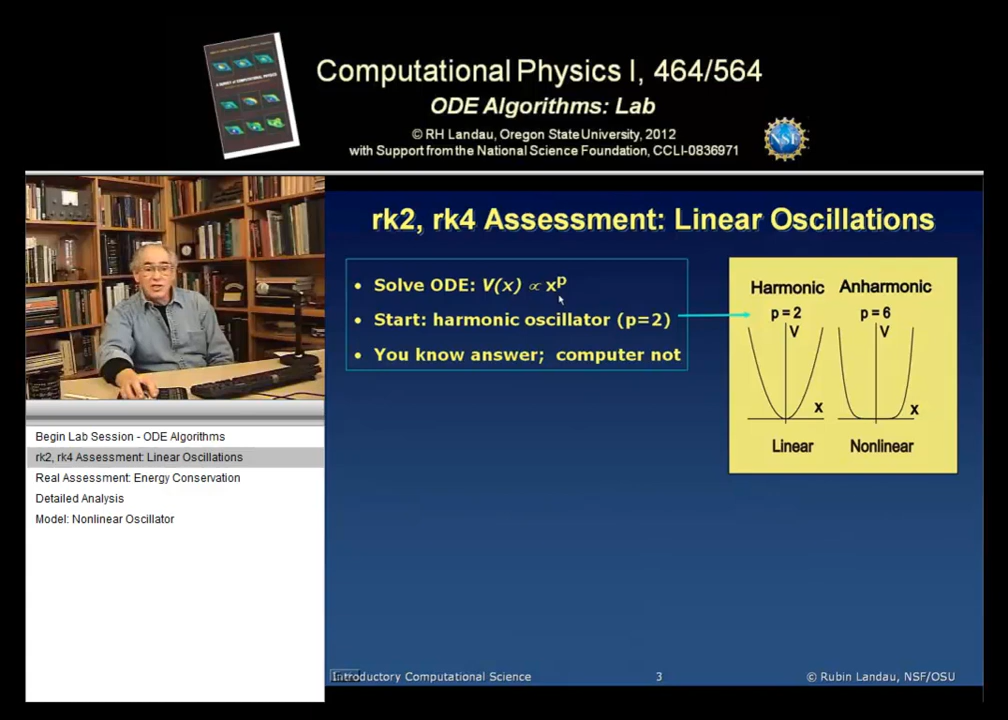 Computational Physics I, 464/564
ODE Algorithms: Lab
© RH Landau, Oregon State University, 2012
with Support from the National Science Foundation, CCLI-0836971
NSF
rk2, rk4 Assessment: Linear Oscillations
• Solve ODE: V(x) ∝ x^p
• Start: harmonic oscillator (p=2)
• You know answer; computer not
Harmonic Anharmonic
p = 2 p = 6
V V
x x
Linear Nonlinear
Begin Lab Session - ODE Algorithms
rk2, rk4 Assessment: Linear Oscillations
Real Assessment: Energy Conservation
Detailed Analysis
Model: Nonlinear Oscillator
Introductory Computational Science 3 © Rubin Landau, NSF/OSU